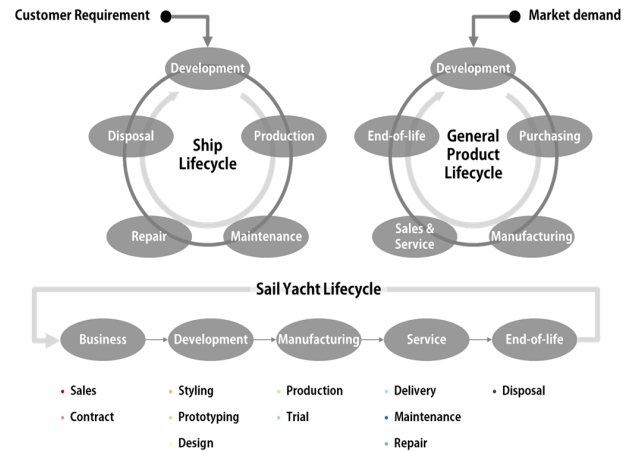 Customer Requirement
Market demand
Development
Disposal
Production
Ship
Lifecycle
Repair
Maintenance
Development
End-of-life
Purchasing
General
Product
Lifecycle
Sales &
Service
Manufacturing
Sail Yacht Lifecycle
Business
Development
Manufacturing
Service
End-of-life
• Sales
• Contract
• Styling
• Prototyping
• Design
• Production
• Trial
• Delivery
• Maintenance
• Repair
• Disposal